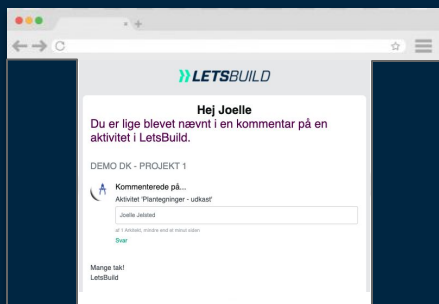 LETSBUILD
Hej Joelle
Du er lige blevet nævnt i en kommentar på en
aktivitet i LetsBuild.
DEMO DK - PROJEKT 1
Kommenterede på...
Aktivitet 'Plantegninger - udkast'
Joelle Jelsted
af 1 Arkitekt, mindre end et minut siden
Svar
Mange tak!
LetsBuild